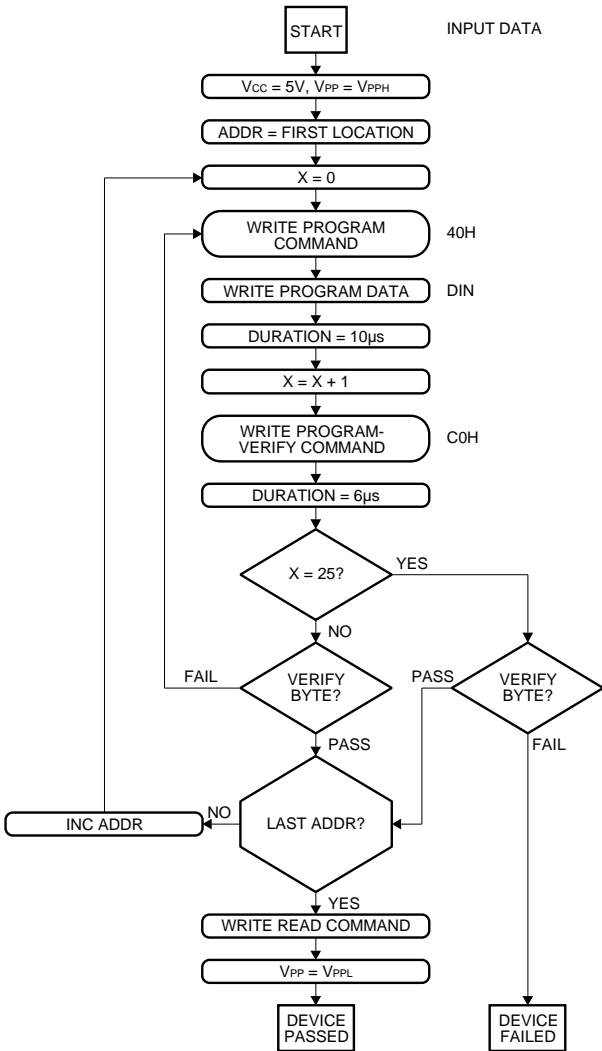 START
INPUT DATA
VCC = 5V, VPP = VPPH
ADDR = FIRST LOCATION
X = 0
WRITE PROGRAM
COMMAND
40H
WRITE PROGRAM DATA
DIN
DURATION = 10µs
X = X + 1
WRITE PROGRAM-
VERIFY COMMAND
C0H
DURATION = 6µs
X = 25?
YES
NO
FAIL
VERIFY
BYTE?
PASS
VERIFY
BYTE?
PASS
FAIL
LAST ADDR?
NO
INC ADDR
YES
WRITE READ COMMAND
VPP = VPPL
DEVICE
PASSED
DEVICE
FAILED